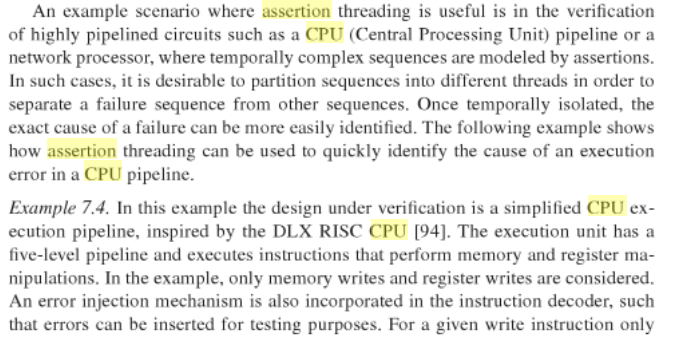 An example scenario where assertion threading is useful is in the verification
of highly pipelined circuits such as a CPU (Central Processing Unit) pipeline or a
network processor, where temporally complex sequences are modeled by assertions.
In such cases, it is desirable to partition sequences into different threads in order to
separate a failure sequence from other sequences. Once temporally isolated, the
exact cause of a failure can be more easily identified. The following example shows
how assertion threading can be used to quickly identify the cause of an execution
error in a CPU pipeline.
Example 7.4. In this example the design under verification is a simplified CPU ex-
ecution pipeline, inspired by the DLX RISC CPU [94]. The execution unit has a
five-level pipeline and executes instructions that perform memory and register ma-
nipulations. In the example, only memory writes and register writes are considered.
An error injection mechanism is also incorporated in the instruction decoder, such
that errors can be inserted for testing purposes. For a given write instruction only